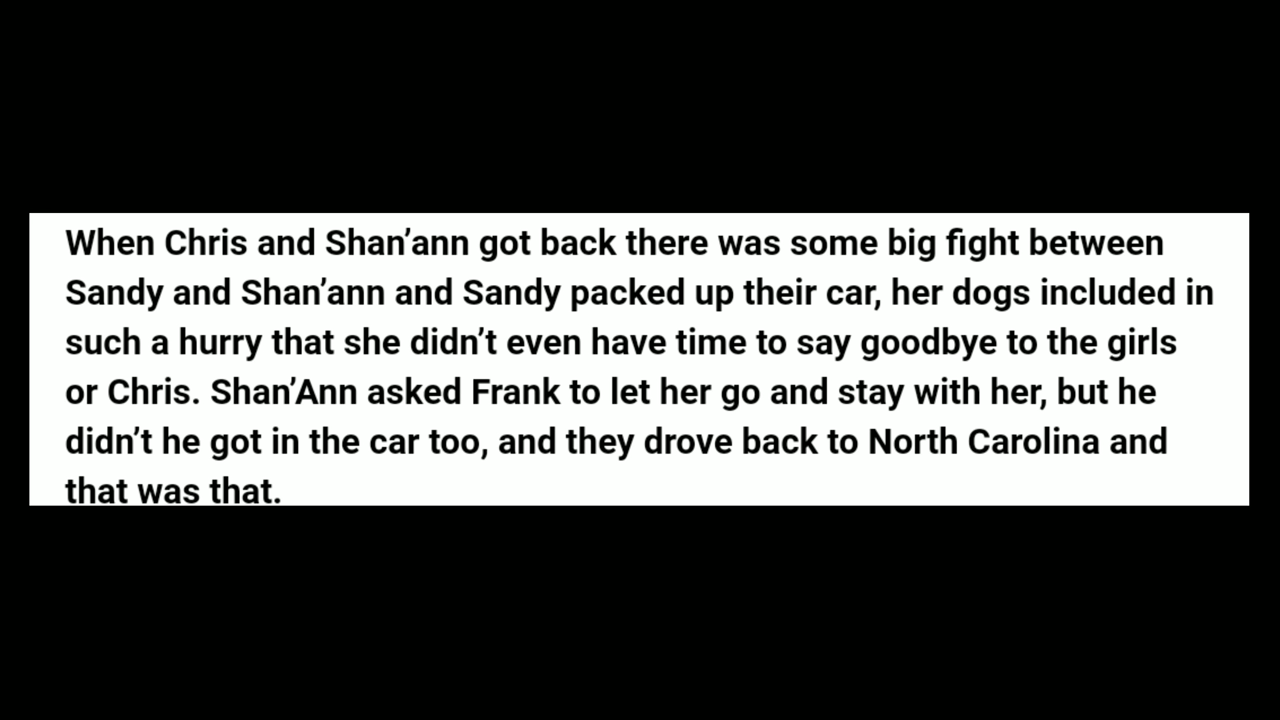 When Chris and Shan’ann got back there was some big fight between
Sandy and Shan’ann and Sandy packed up their car, her dogs included in
such a hurry that she didn’t even have time to say goodbye to the girls
or Chris. Shan’Ann asked Frank to let her go and stay with her, but he
didn’t he got in the car too, and they drove back to North Carolina and
that was that.